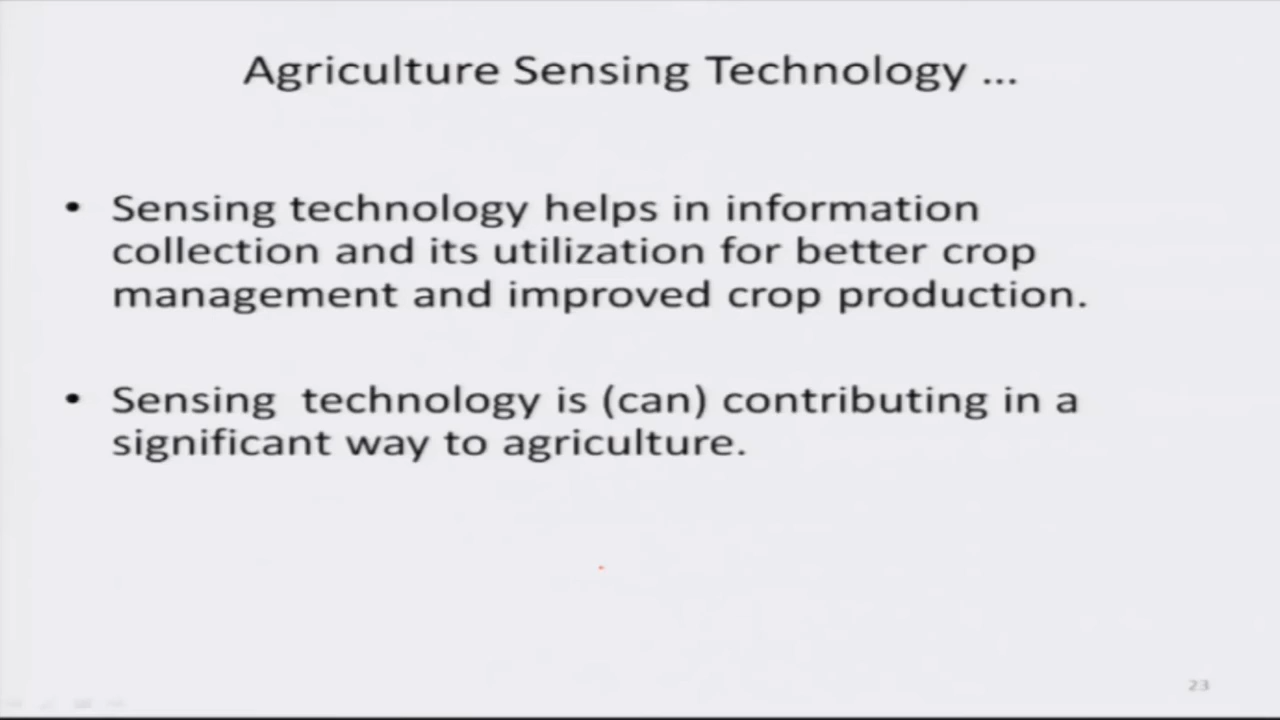 Agriculture Sensing Technology ...
• Sensing technology helps in information
collection and its utilization for better crop
management and improved crop production.
• Sensing technology is (can) contributing in a
significant way to agriculture.
23